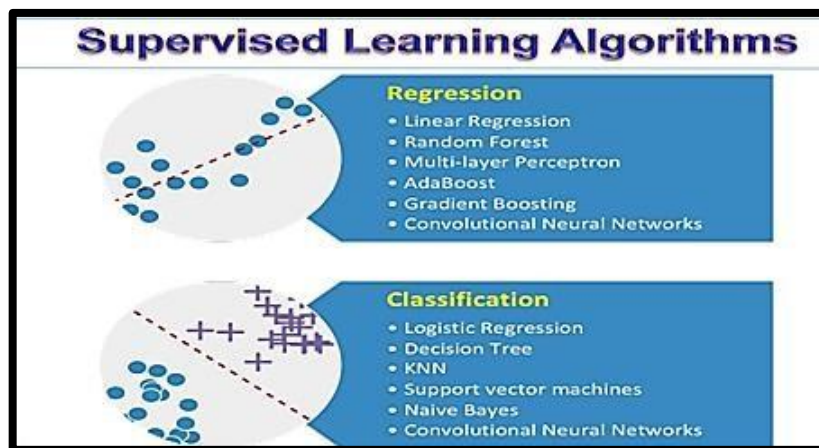 Supervised Learning Algorithms
Regression
• Linear Regression
• Random Forest
• Multi-layer Perceptron
• AdaBoost
• Gradient Boosting
• Convolutional Neural Networks
Classification
• Logistic Regression
• Decision Tree
• KNN
• Support vector machines
• Naive Bayes
• Convolutional Neural Networks